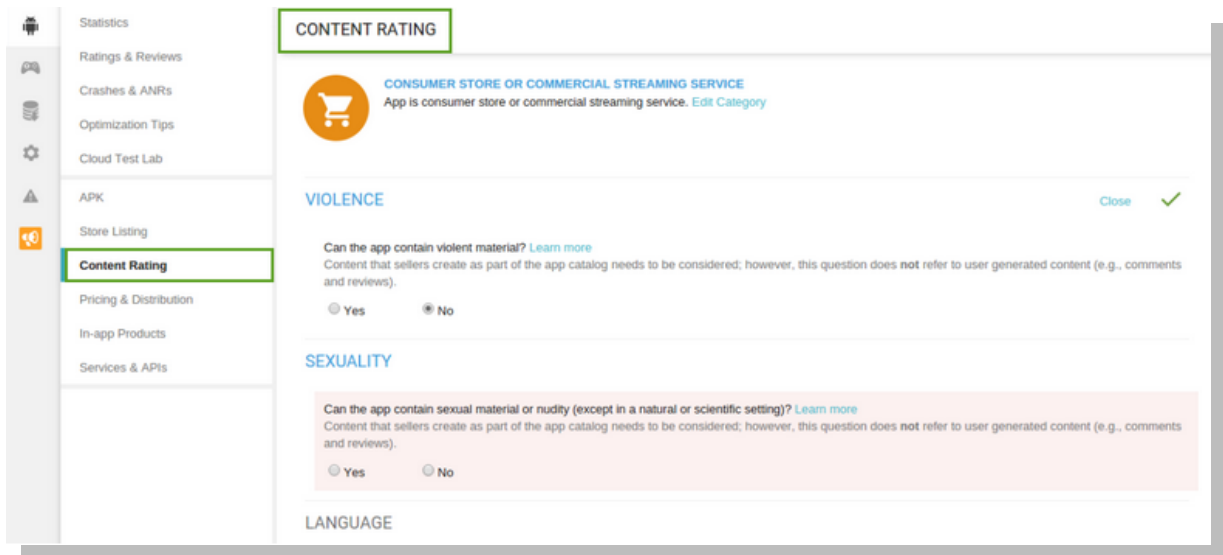 Statistics
Ratings & Reviews
Crashes & ANRs
Optimization Tips
Cloud Test Lab
APK
Store Listing
Content Rating
Pricing & Distribution
In-app Products
Services & APIs
CONTENT RATING
CONSUMER STORE OR COMMERCIAL STREAMING SERVICE
App is consumer store or commercial streaming service. Edit Category
VIOLENCE
Close
Can the app contain violent material? Learn more
Content that sellers create as part of the app catalog needs to be considered; however, this question does not refer to user generated content (e.g., comments
and reviews).
Yes No
SEXUALITY
Can the app contain sexual material or nudity (except in a natural or scientific setting)? Learn more
Content that sellers create as part of the app catalog needs to be considered; however, this question does not refer to user generated content (e.g., comments
and reviews).
Yes No
LANGUAGE